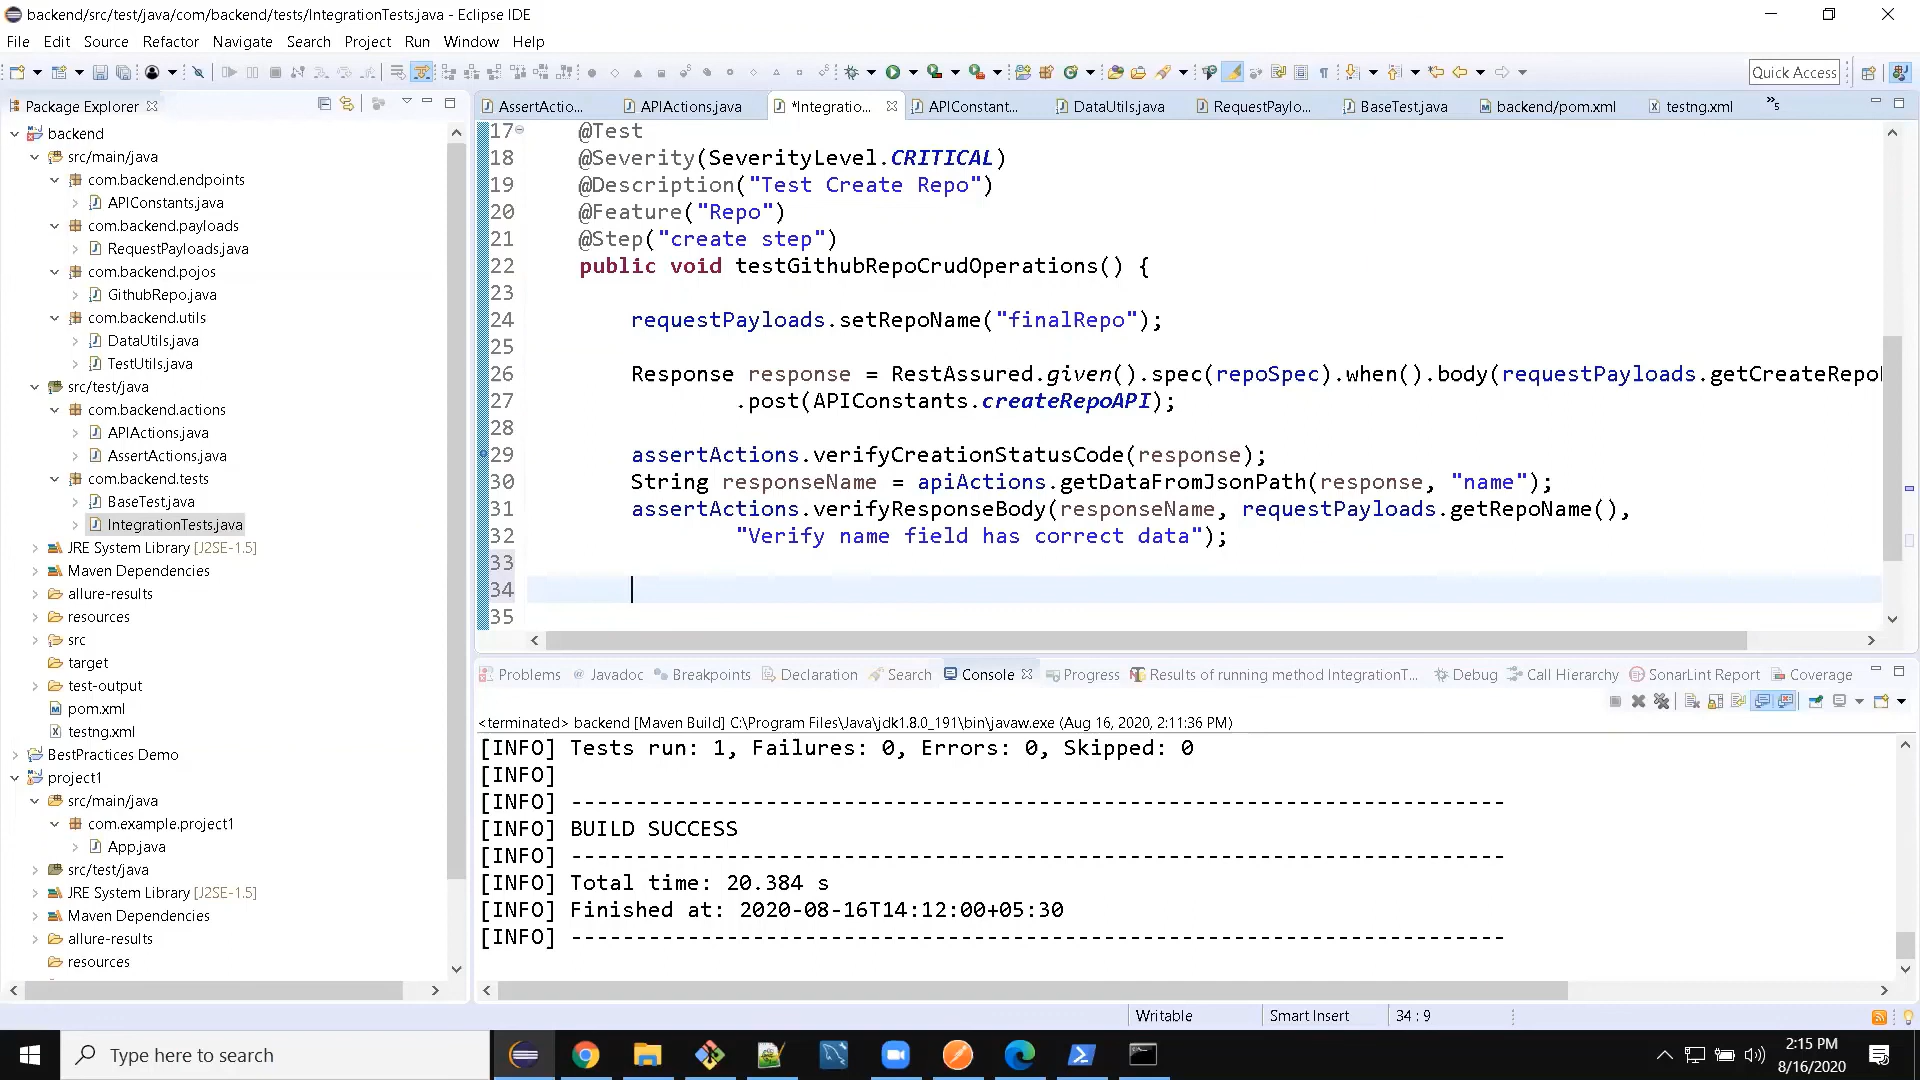 backend/src/test/java/com/backend/tests/IntegrationTests.java - Eclipse IDE
File Edit Source Refactor Navigate Search Project Run Window Help
Quick Access
Package Explorer
AssertActio... APIActions.java *Integratio... APIConstant... DataUtils.java RequestPaylo... BaseTest.java backend/pom.xml testng.xml »5
backend
src/main/java
com.backend.endpoints
APIConstants.java
com.backend.payloads
RequestPayloads.java
com.backend.pojos
GithubRepo.java
com.backend.utils
DataUtils.java
TestUtils.java
src/test/java
com.backend.actions
APIActions.java
AssertActions.java
com.backend.tests
BaseTest.java
IntegrationTests.java
JRE System Library [J2SE-1.5]
Maven Dependencies
allure-results
resources
src
target
test-output
pom.xml
testng.xml
BestPractices Demo
project1
src/main/java
com.example.project1
App.java
src/test/java
JRE System Library [J2SE-1.5]
Maven Dependencies
allure-results
resources
17 @Test
18 @Severity(SeverityLevel.CRITICAL)
19 @Description("Test Create Repo")
20 @Feature("Repo")
21 @Step("create step")
22 public void testGithubRepoCrudOperations() {
23
24 requestPayloads.setRepoName("finalRepo");
25
26 Response response = RestAssured.given().spec(repoSpec).when().body(requestPayloads.getCreateRepo
27 .post(APIConstants.createRepoAPI);
28
29 assertActions.verifyCreationStatusCode(response);
30 String responseName = apiActions.getDataFromJsonPath(response, "name");
31 assertActions.verifyResponseBody(responseName, requestPayloads.getRepoName(),
32 "Verify name field has correct data");
33
34
35
Problems Javadoc Breakpoints Declaration Search Console Progress Results of running method IntegrationT... Debug Call Hierarchy SonarLint Report Coverage
<terminated> backend [Maven Build] C:\Program Files\Java\jdk1.8.0_191\bin\javaw.exe (Aug 16, 2020, 2:11:36 PM)
[INFO] Tests run: 1, Failures: 0, Errors: 0, Skipped: 0
[INFO]
[INFO] ------------------------------------------------------------------------
[INFO] BUILD SUCCESS
[INFO] ------------------------------------------------------------------------
[INFO] Total time: 20.384 s
[INFO] Finished at: 2020-08-16T14:12:00+05:30
[INFO] ------------------------------------------------------------------------
Writable Smart Insert 34 : 9
Type here to search
2:15 PM
8/16/2020